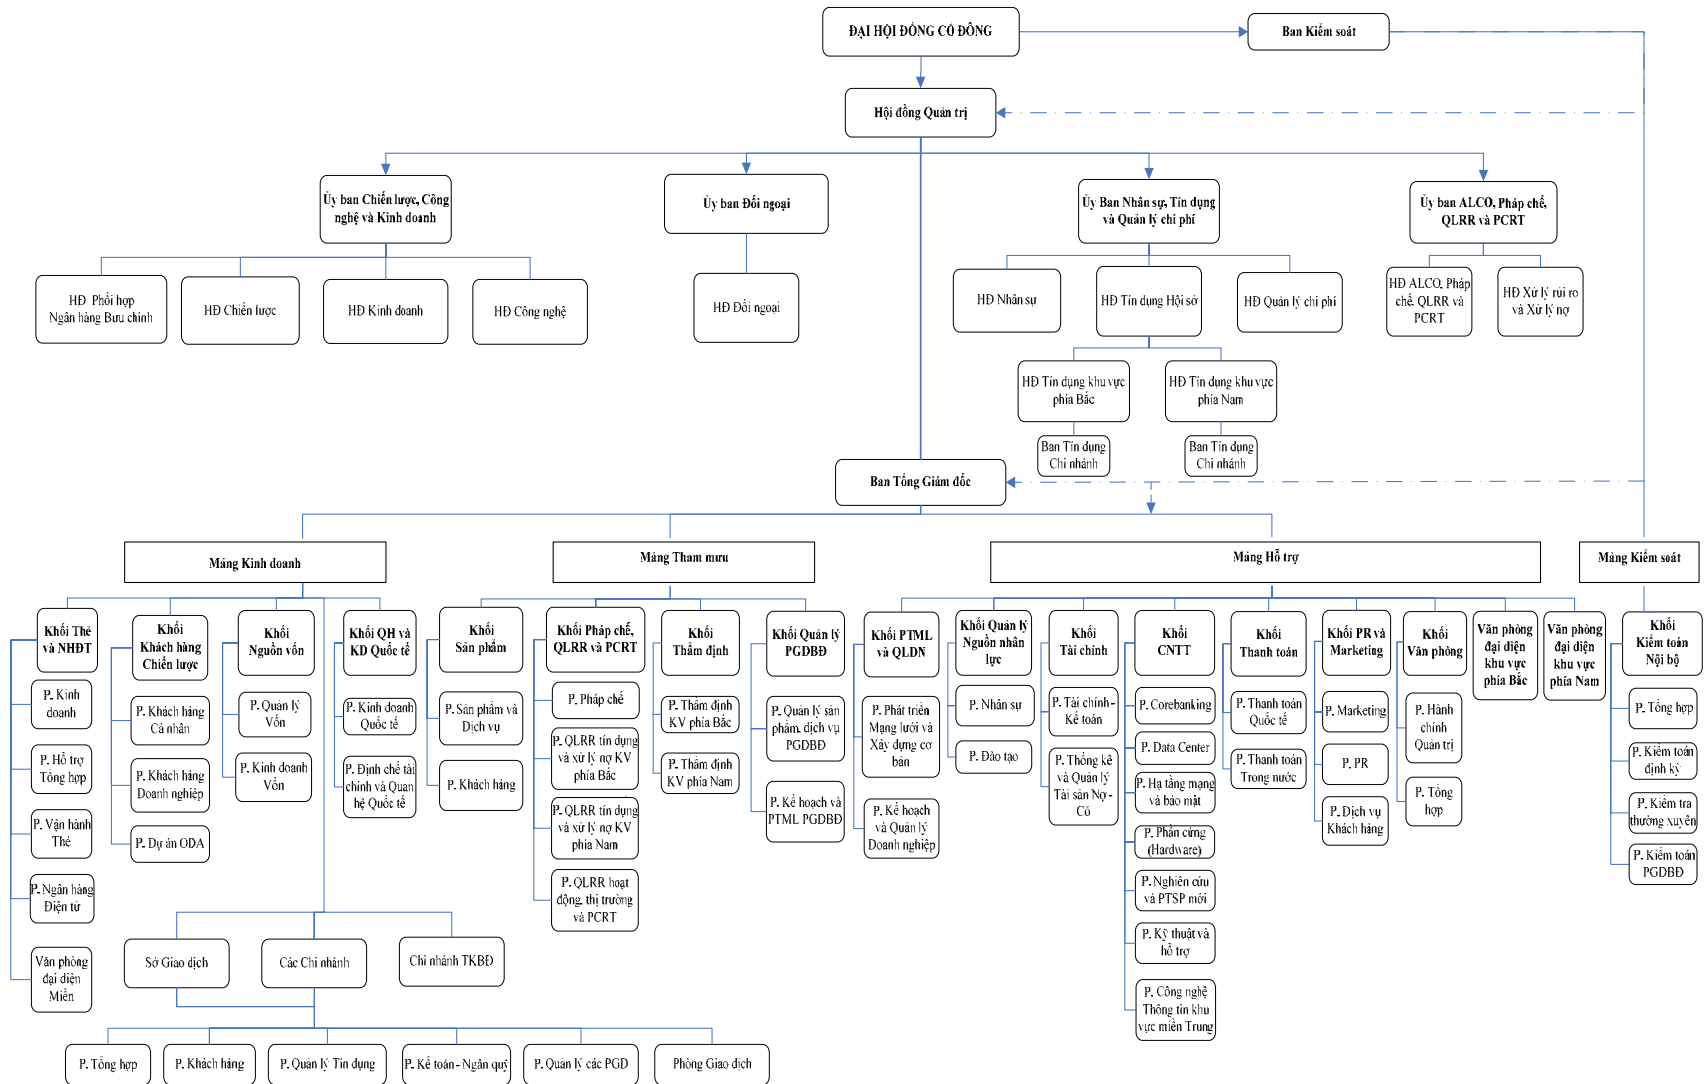 ĐẠI HỘI ĐỒNG CỔ ĐÔNG
Ban Kiểm soát
Hội đồng Quản trị
Ủy ban Chiến lược, Công
nghệ và Kinh doanh
Ủy ban Đối ngoại
Ủy Ban Nhân sự, Tín dụng
và Quản lý chi phí
Ủy ban ALCO, Pháp chế,
QLRR và PCRT
HĐ Phối hợp
Ngân hàng Bưu chính
HĐ Chiến lược
HĐ Kinh doanh
HĐ Công nghệ
HĐ Đối ngoại
HĐ Nhân sự
HĐ Tín dụng Hội sở
HĐ Quản lý chi phí
HĐ ALCO, Pháp
chế, QLRR và
PCRT
HĐ Xử lý rủi ro
và Xử lý nợ
HĐ Tín dụng khu vực
phía Bắc
HĐ Tín dụng khu vực
phía Nam
Ban Tín dụng
Chi nhánh
Ban Tín dụng
Chi nhánh
Ban Tổng Giám đốc
Mảng Kinh doanh
Mảng Tham mưu
Mảng Hỗ trợ
Mảng Kiểm soát
Khối Thẻ
và NHĐT
P. Kinh
doanh
P. Hỗ trợ
Tổng hợp
P. Vận hành
Thẻ
P. Ngân hàng
Điện tử
Văn phòng
đại diện
Miền
Khối
Khách hàng
Chiến lược
P. Khách hàng
Cá nhân
P. Khách hàng
Doanh nghiệp
P. Dự án ODA
Khối
Nguồn vốn
P. Quản lý
Vốn
P. Kinh doanh
Vốn
Khối QH và
KD Quốc tế
P. Kinh doanh
Quốc tế
P. Định chế tài
chính và Quan
hệ Quốc tế
Khối
Sản phẩm
P. Sản phẩm và
Dịch vụ
P. Khách hàng
Khối Pháp chế,
QLRR và PCRT
P. Pháp chế
P. QLRR tín dụng
và xử lý nợ KV
phía Bắc
P. QLRR tín dụng
và xử lý nợ KV
phía Nam
P. QLRR hoạt
động, thị trường
và PCRT
Khối
Thẩm định
P. Thẩm định
KV phía Bắc
P. Thẩm định
KV phía Nam
Khối Quản lý
PGDBĐ
P. Quản lý sản
phẩm, dịch vụ
PGDBĐ
P. Kế hoạch và
PTML PGDBĐ
Khối PTML
và QLDN
P. Phát triển
Mạng lưới và
Xây dựng cơ
bản
P. Kế hoạch
và Quản lý
Doanh nghiệp
Khối Quản lý
Nguồn nhân
lực
P. Nhân sự
P. Đào tạo
Khối
Tài chính
P. Tài chính-
Kế toán
P. Thống kê
và Quản lý
Tài sản Nợ -
Có
Khối
CNTT
P. Corebanking
P. Data Center
P. Hạ tầng mạng
và bảo mật
P. Phần cứng
(Hardware)
P. Nghiên cứu
và PTSP mới
P. Kỹ thuật và
hỗ trợ
P. Công nghệ
Thông tin khu
vực miền Trung
Khối
Thanh toán
P. Thanh toán
Quốc tế
P. Thanh toán
Trong nước
Khối PR và
Marketing
P. Marketing
P. PR
P. Dịch vụ
Khách hàng
Khối
Văn phòng
P. Hành
chính
Quản trị
P. Tổng
hợp
Văn phòng
đại diện
khu vực
phía Bắc
Văn phòng
đại diện
khu vực
phía Nam
Khối
Kiểm toán
Nội bộ
P. Tổng hợp
P. Kiểm toán
định kỳ
P. Kiểm tra
thường xuyên
P. Kiểm toán
PGDBĐ
Sở Giao dịch
Các Chi nhánh
Chi nhánh TKBĐ
P. Tổng hợp
P. Khách hàng
P. Quản lý Tín dụng
P. Kế toán - Ngân quỹ
P. Quản lý các PGD
Phòng Giao dịch